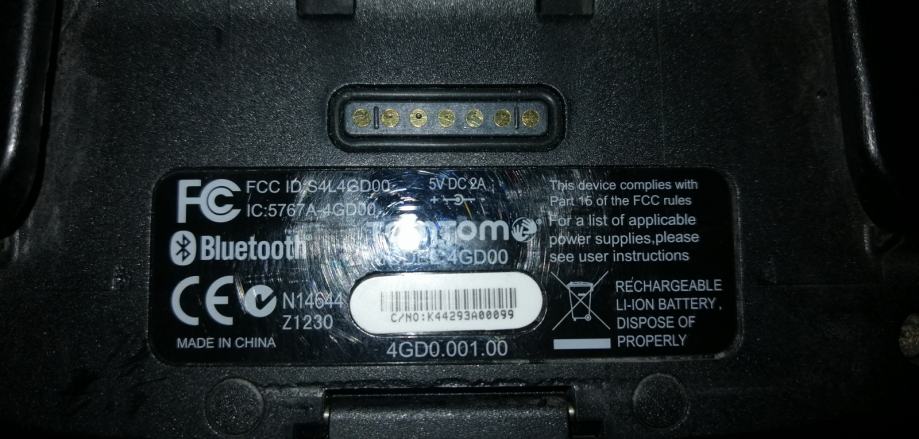 FC FCC ID:S4L4GD00
IC:5767A-4GD00
Bluetooth
CE N14644
Z1230
MADE IN CHINA
5V DC 2A
TOMTOM
4GD00
C/NO:K44293A00099
4GD0.001.00
This device complies with
Part 15 of the FCC rules
For a list of applicable
power supplies,please
see user instructions
RECHARGEABLE
LI-ION BATTERY,
DISPOSE OF
PROPERLY